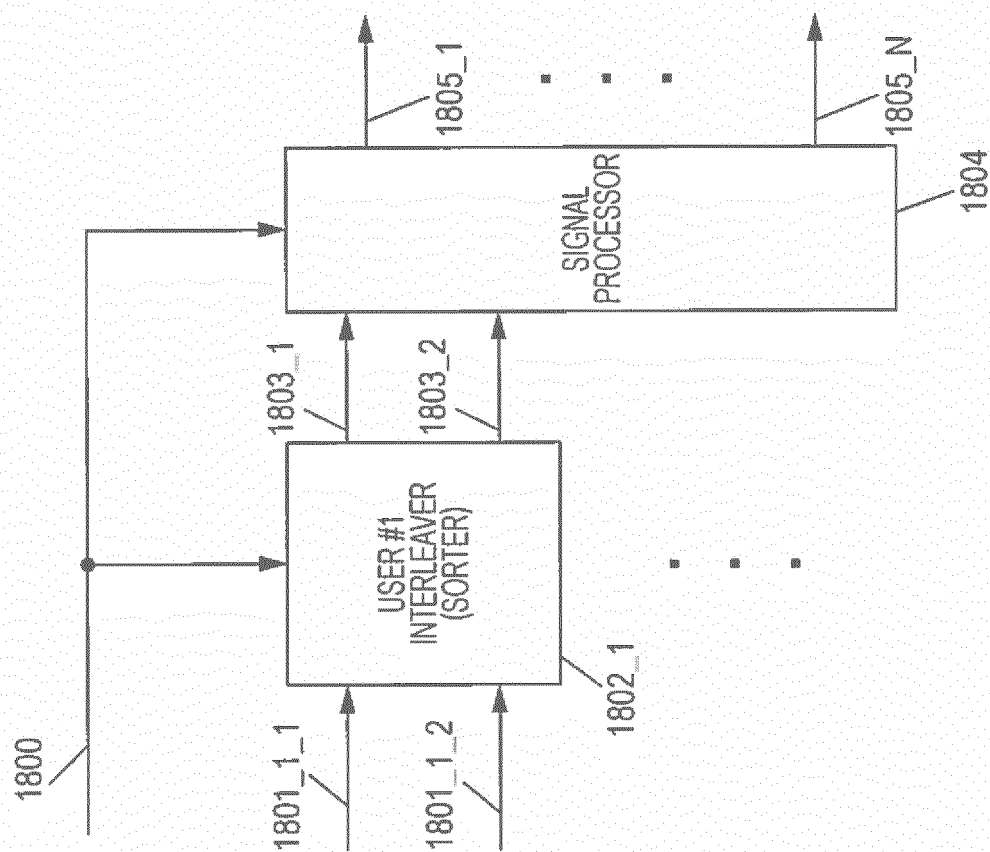 1800
1801_1_1
1801_1_2
USER #1
INTERLEAVER
(SORTER)
1802_1
1803_1
1803_2
SIGNAL
PROCESSOR
1804
1805_1
1805_N